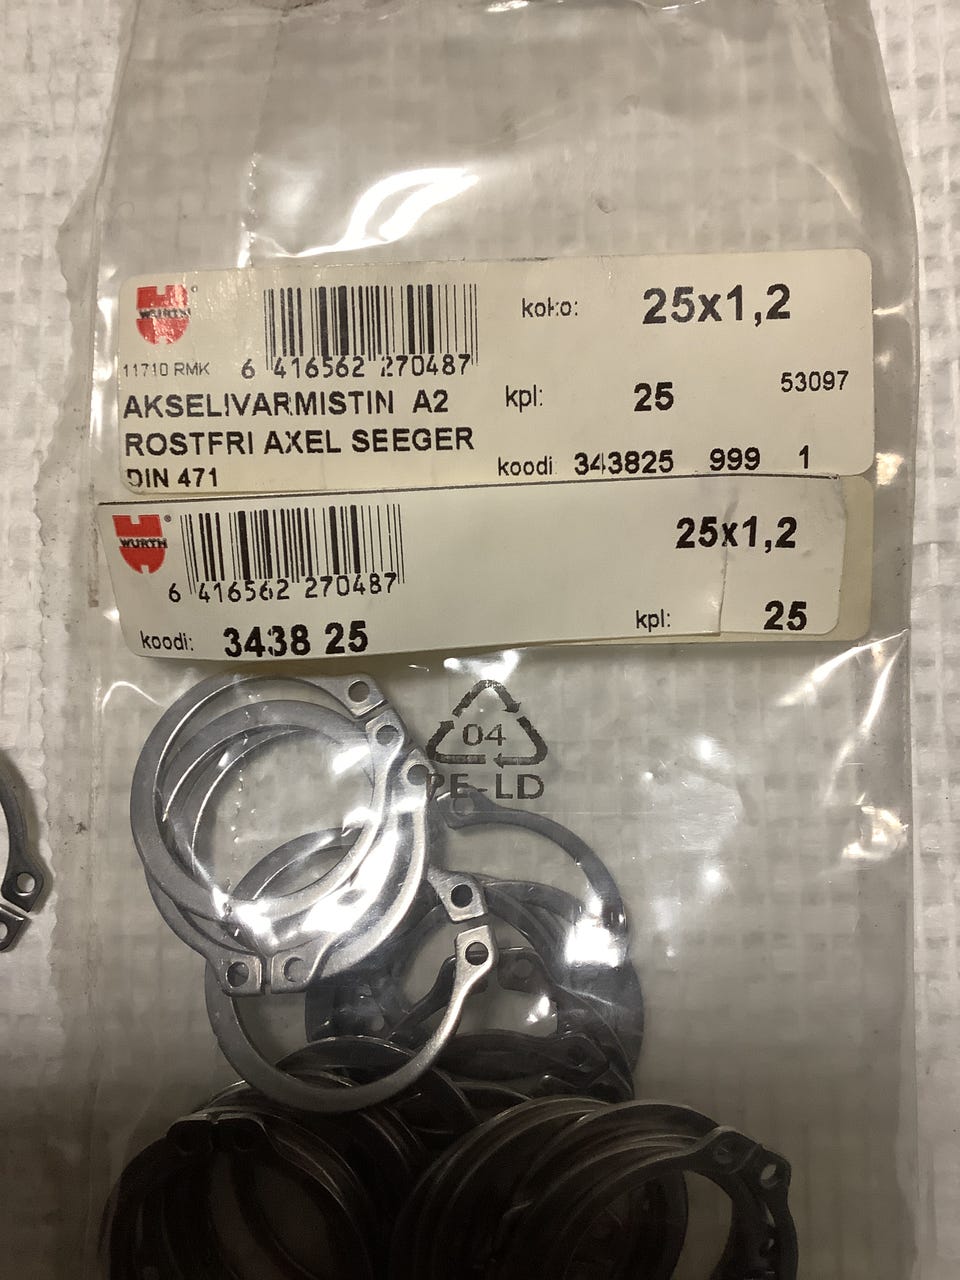 WÜRTH
11710 RMK
6 416562 270487
koko: 25x1,2
AKSELIVARMISTIN A2
kpl: 25 53097
ROSTFRI AXEL SEEGER
koodi 343825 999 1
DIN 471
WÜRTH
6 416562 270487
25x1,2
koodi: 3438 25
kpl: 25
04
PE-LD